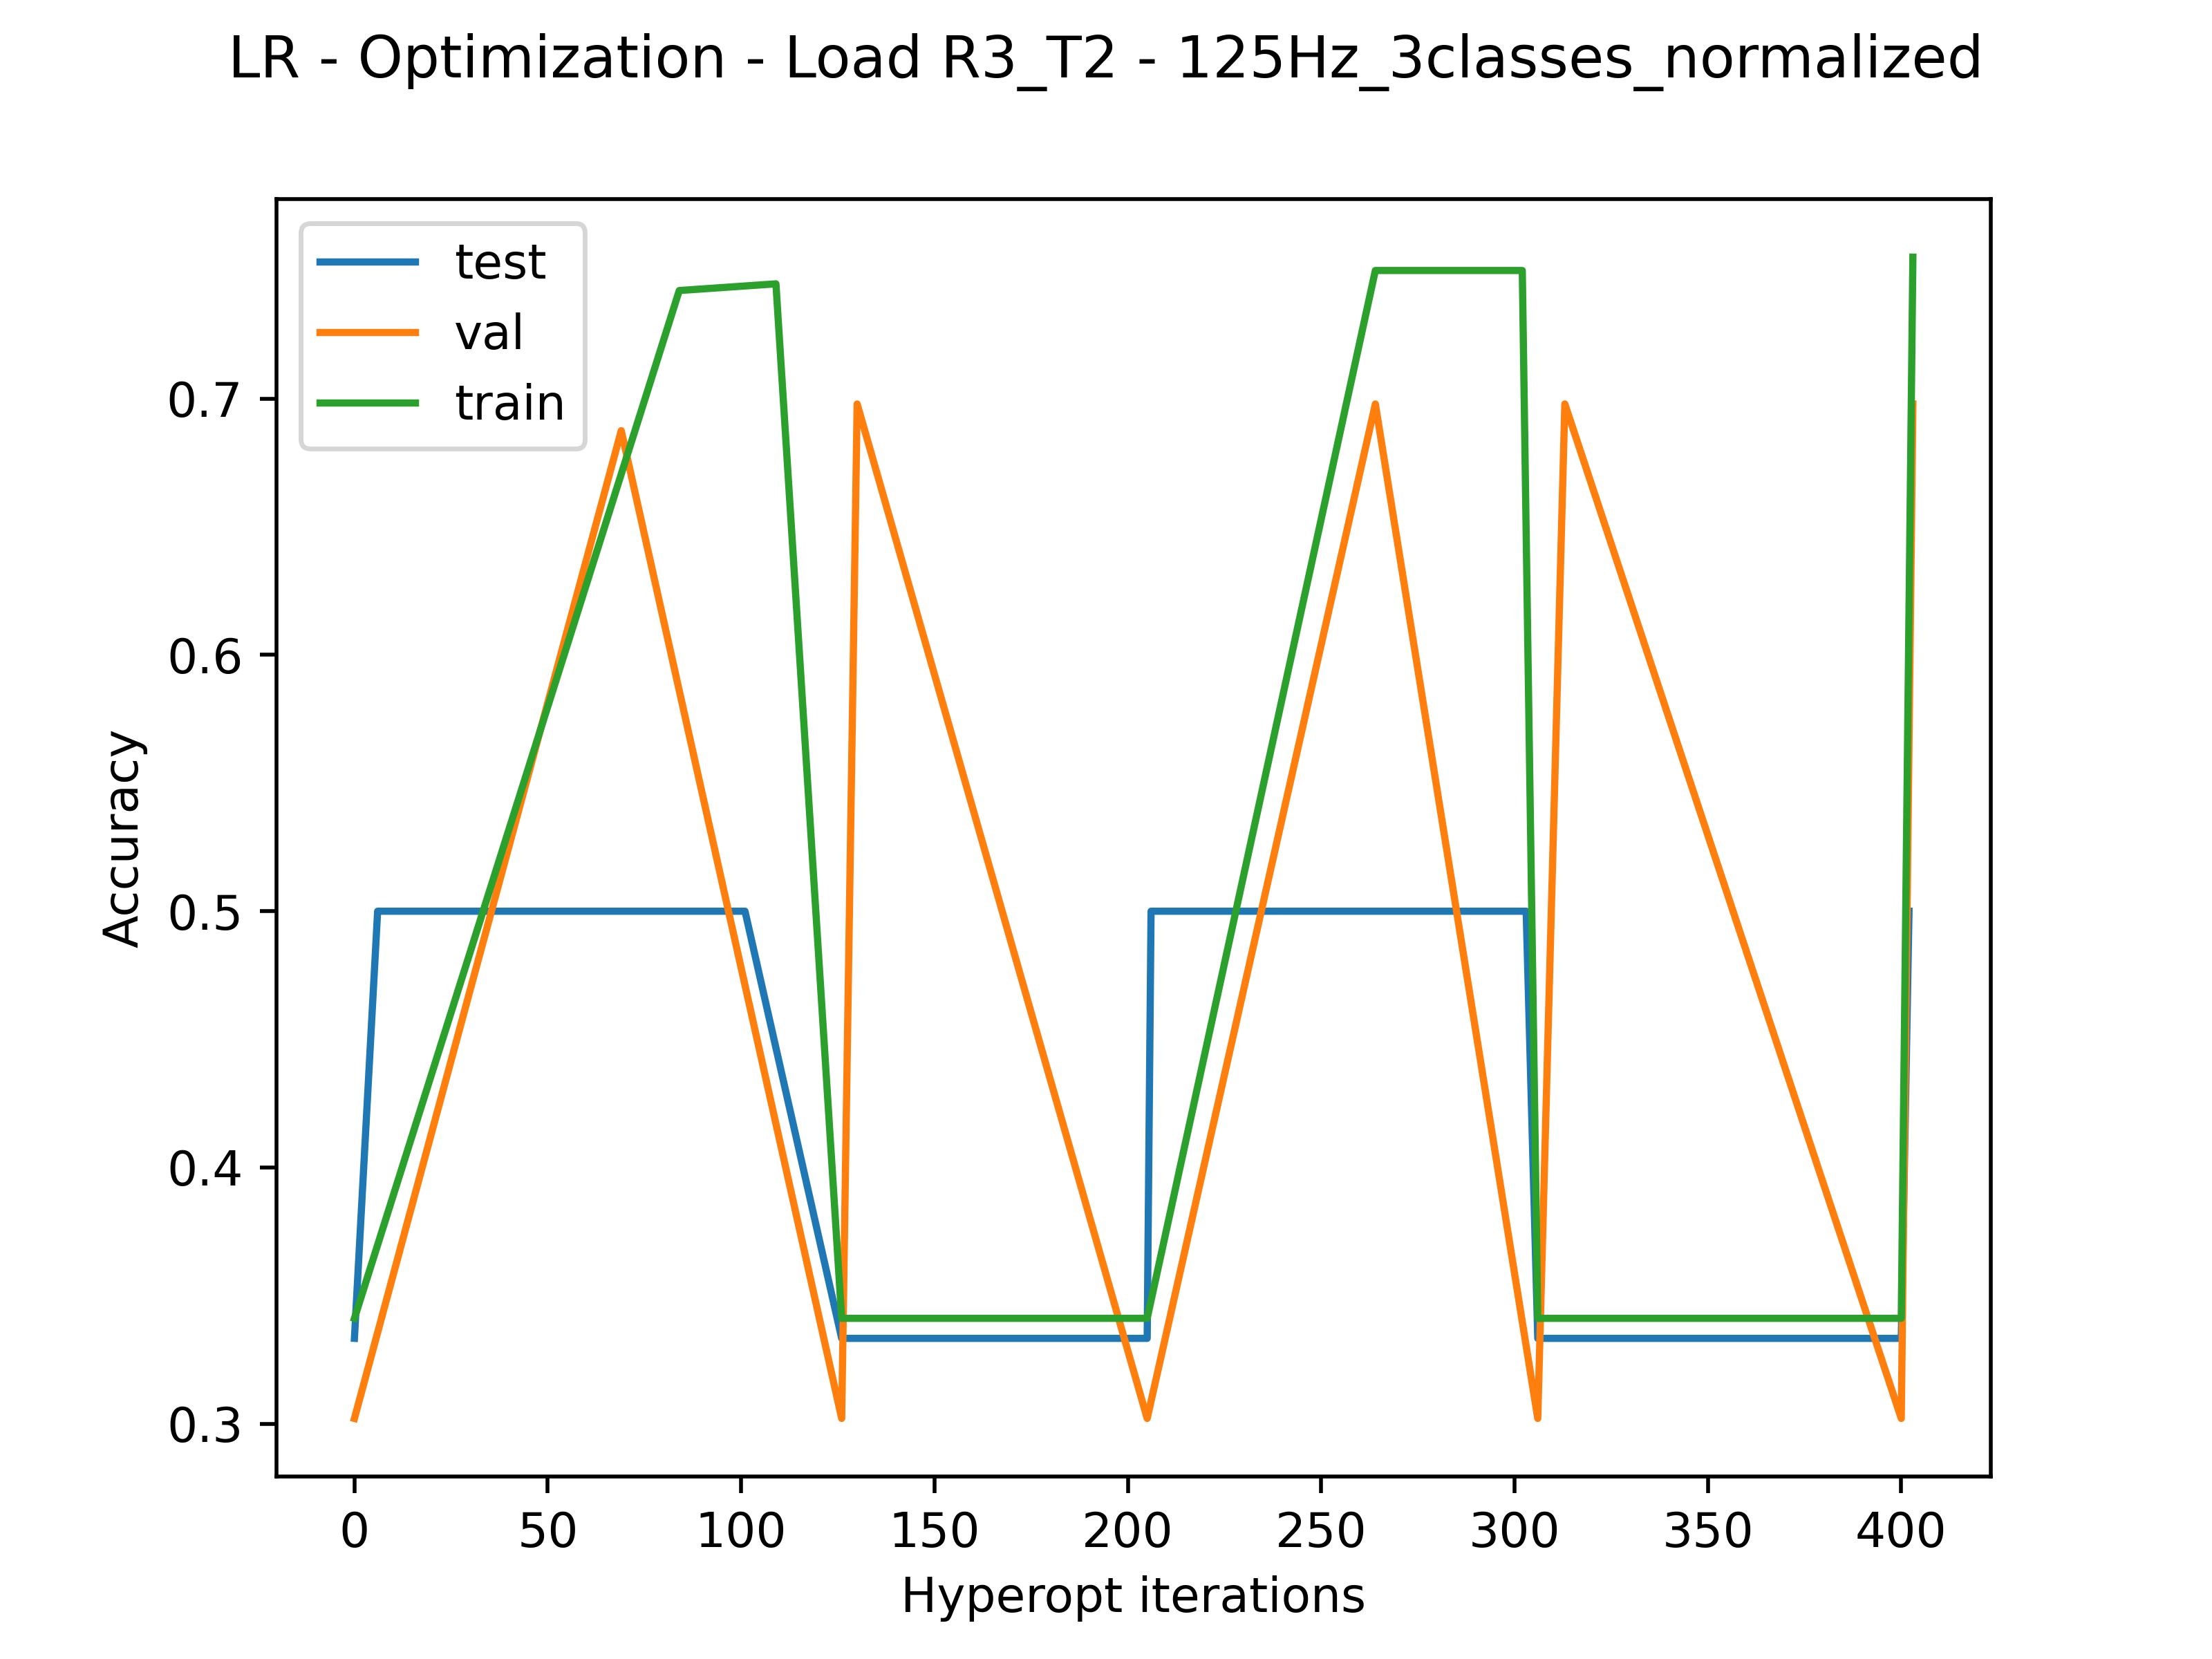 LR - Optimization - Load R3_T2 - 125Hz_3classes_normalized
test
val
train
Accuracy
0.7
0.6
0.5
0.4
0.3
0 50 100 150 200 250 300 350 400
Hyperopt iterations